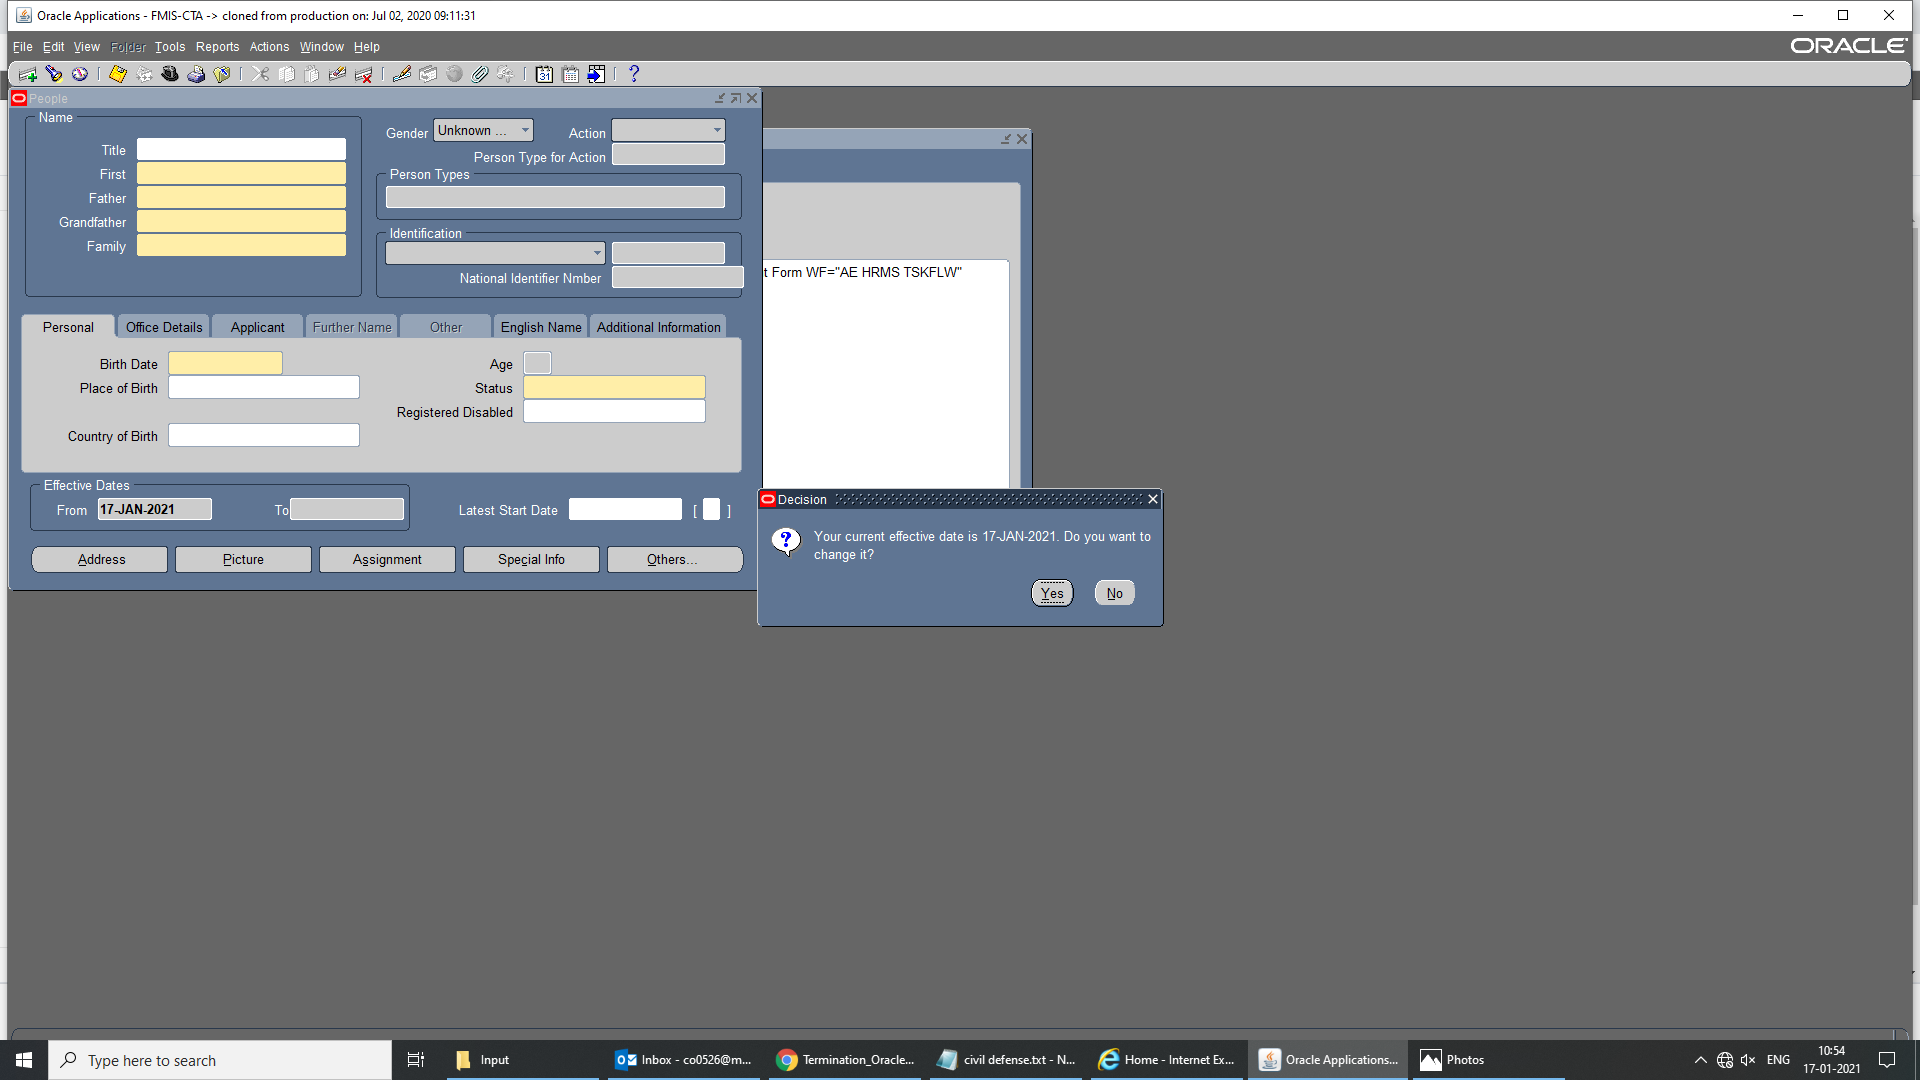 Oracle Applications - FMIS-CTA -> cloned from production on: Jul 02, 2020 09:11:31
File Edit View Folder Tools Reports Actions Window Help
ORACLE
31 ?
People
Name
Title
First
Father
Grandfather
Family
Gender Unknown ... Action
Person Type for Action
Person Types
Identification
National Identifier Nmber
t Form WF="AE HRMS TSKFLW"
Personal Office Details Applicant Further Name Other English Name Additional Information
Birth Date Age
Place of Birth Status
Registered Disabled
Country of Birth
Effective Dates
From 17-JAN-2021 To Latest Start Date [ ]
Address Picture Assignment Special Info Others...
Decision
? Your current effective date is 17-JAN-2021. Do you want to
change it?
Yes No
Type here to search
Input
Inbox - co0526@m...
Termination_Oracle...
civil defense.txt - N...
Home - Internet Ex...
Oracle Applications...
Photos
ENG
10:54
17-01-2021